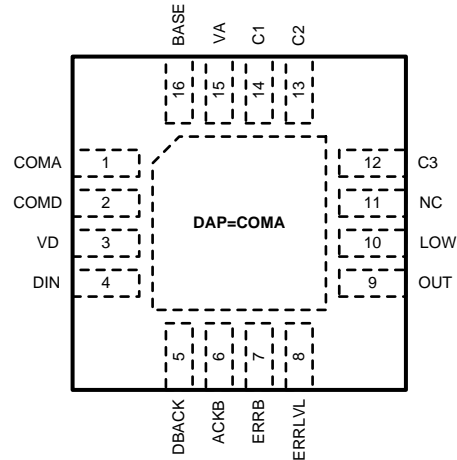 BASE VA C1 C2
16 15 14 13
COMA 1 12 C3
COMD 2 11 NC
DAP=COMA
VD 3 10 LOW
DIN 4 9 OUT
5 6 7 8
DBACK ACKB ERRB ERRLVL